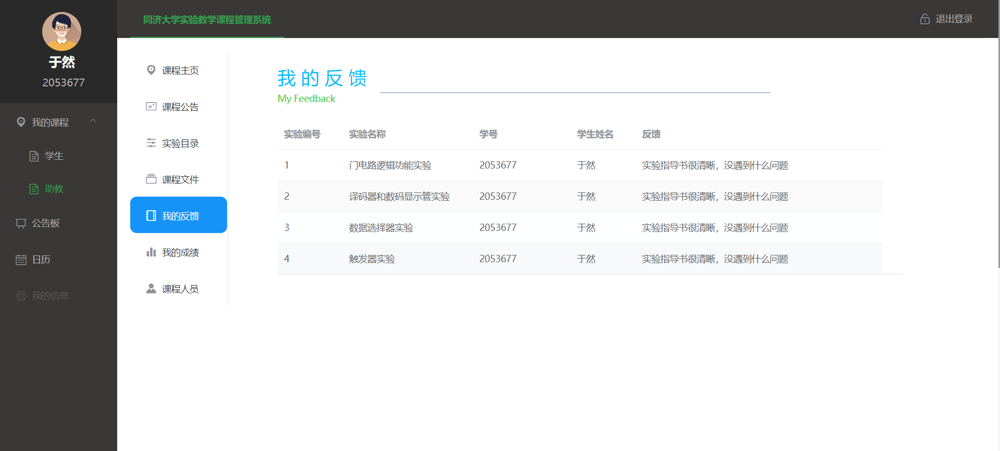 于然
2053677
我的课程
学生
助教
公告板
日历
我的信息
同济大学实验教学课程管理系统
退出登录
课程主页
课程公告
实验目录
课程文件
我的反馈
我的成绩
课程人员
我的反馈
My Feedback
实验编号 实验名称 学号 学生姓名 反馈
1 门电路逻辑功能实验 2053677 于然 实验指导书很清晰，没遇到什么问题
2 译码器和数码显示管实验 2053677 于然 实验指导书很清晰，没遇到什么问题
3 数据选择器实验 2053677 于然 实验指导书很清晰，没遇到什么问题
4 触发器实验 2053677 于然 实验指导书很清晰，没遇到什么问题